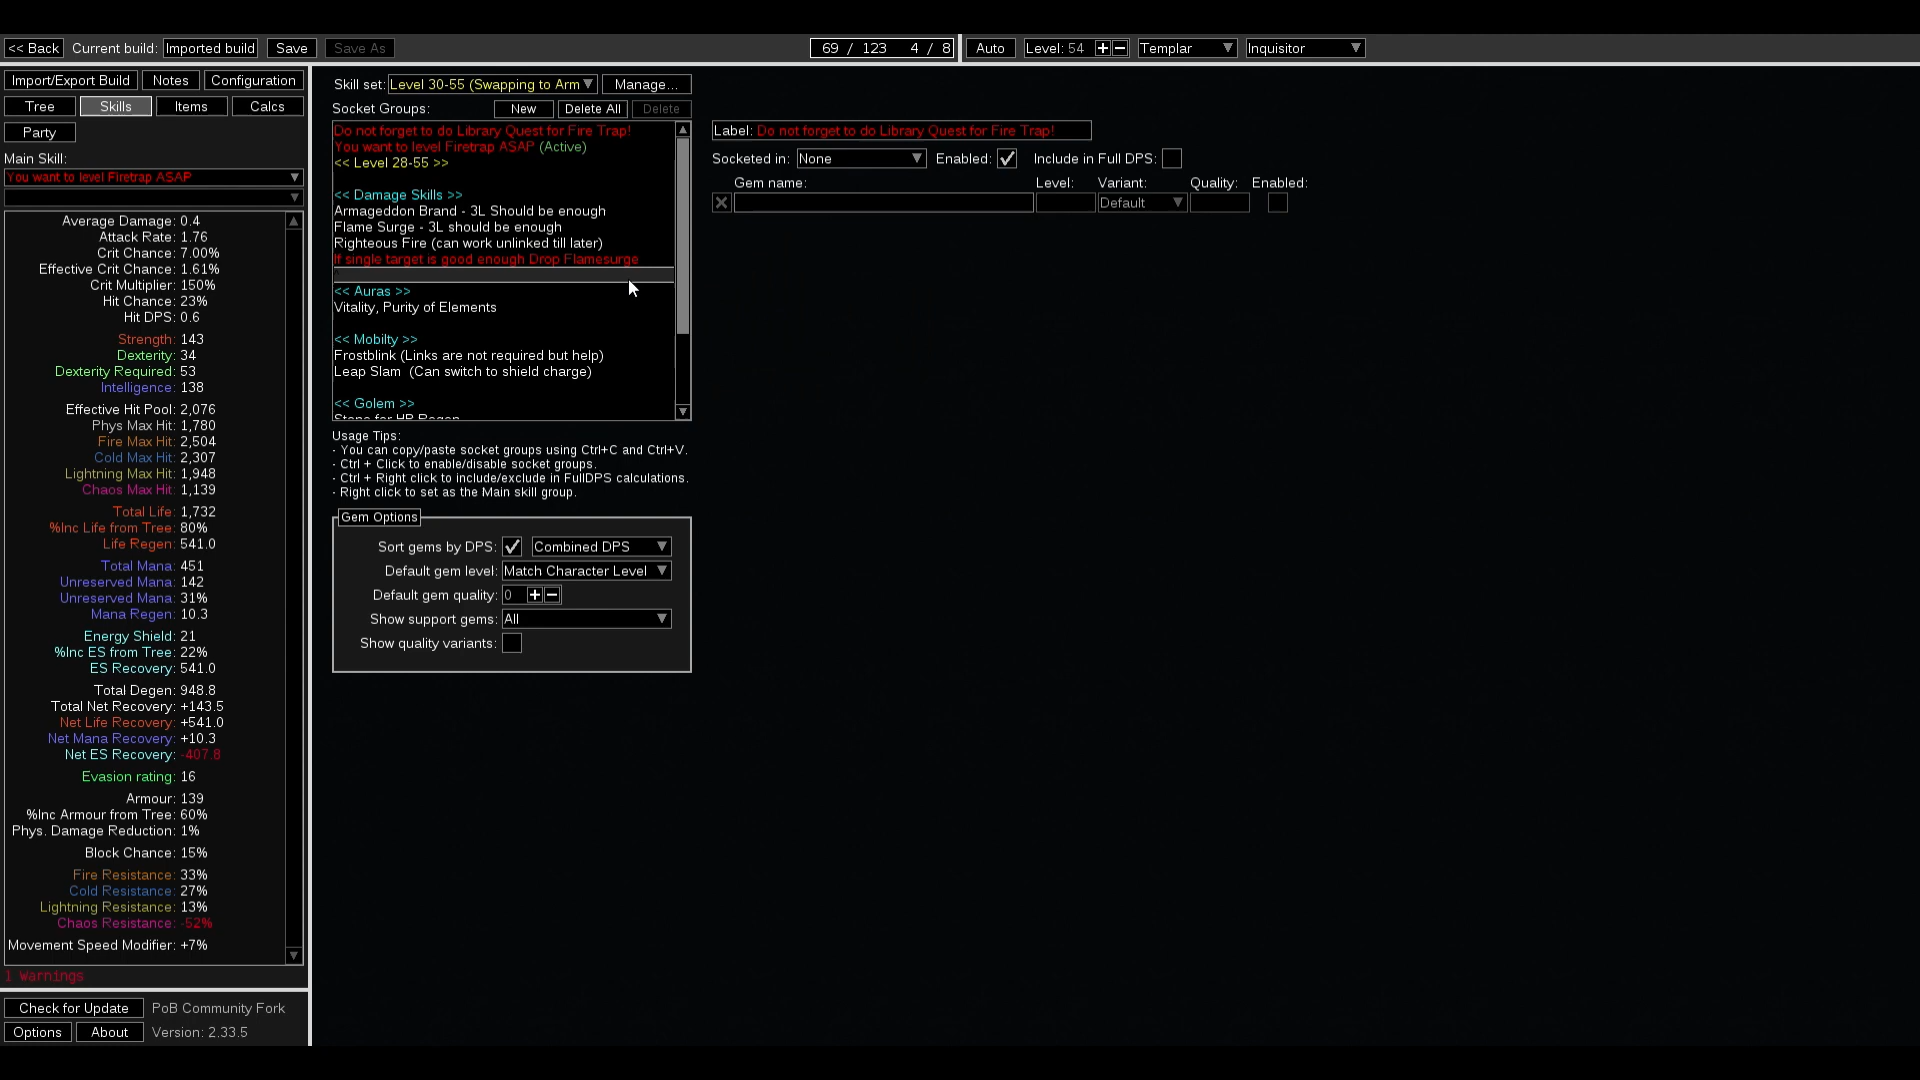 << Back Current build: Imported build Save Save As 69 / 123 4 / 8 Auto Level: 54 + − Templar Inquisitor
Import/Export Build Notes Configuration
Tree Skills Items Calcs
Party
Main Skill:
You want to level Firetrap ASAP
Average Damage: 0.4
Attack Rate: 1.76
Crit Chance: 7.00%
Effective Crit Chance: 1.61%
Crit Multiplier: 150%
Hit Chance: 23%
Hit DPS: 0.6
Strength: 143
Dexterity: 34
Dexterity Required: 53
Intelligence: 138
Effective Hit Pool: 2,076
Phys Max Hit: 1,780
Fire Max Hit: 2,504
Cold Max Hit: 2,307
Lightning Max Hit: 1,948
Chaos Max Hit: 1,139
Total Life: 1,732
%Inc Life from Tree: 80%
Life Regen: 541.0
Total Mana: 451
Unreserved Mana: 142
Unreserved Mana: 31%
Mana Regen: 10.3
Energy Shield: 21
%Inc ES from Tree: 22%
ES Recovery: 541.0
Total Degen: 948.8
Total Net Recovery: +143.5
Net Life Recovery: +541.0
Net Mana Recovery: +10.3
Net ES Recovery: -407.8
Evasion rating: 16
Armour: 139
%Inc Armour from Tree: 60%
Phys. Damage Reduction: 1%
Block Chance: 15%
Fire Resistance: 33%
Cold Resistance: 27%
Lightning Resistance: 13%
Chaos Resistance: -52%
Movement Speed Modifier: +7%
1 Warnings
Check for Update PoB Community Fork
Options About Version: 2.33.5
Skill set: Level 30-55 (Swapping to Arm Manage...
Socket Groups: New Delete All Delete
Do not forget to do Library Quest for Fire Trap!
You want to level Firetrap ASAP (Active)
<< Level 28-55 >>
<< Damage Skills >>
Armageddon Brand - 3L Should be enough
Flame Surge - 3L should be enough
Righteous Fire (can work unlinked till later)
If single target is good enough Drop Flamesurge
<< Auras >>
Vitality, Purity of Elements
<< Mobilty >>
Frostblink (Links are not required but help)
Leap Slam (Can switch to shield charge)
<< Golem >>
Stone for HP Regen
Usage Tips:
- You can copy/paste socket groups using Ctrl+C and Ctrl+V.
- Ctrl + Click to enable/disable socket groups.
- Ctrl + Right click to include/exclude in FullDPS calculations.
- Right click to set as the Main skill group.
Gem Options
Sort gems by DPS: Combined DPS
Default gem level: Match Character Level
Default gem quality: 0 + −
Show support gems: All
Show quality variants:
Label: Do not forget to do Library Quest for Fire Trap!
Socketed in: None Enabled: Include in Full DPS:
Gem name: Level: Variant: Quality: Enabled:
Default